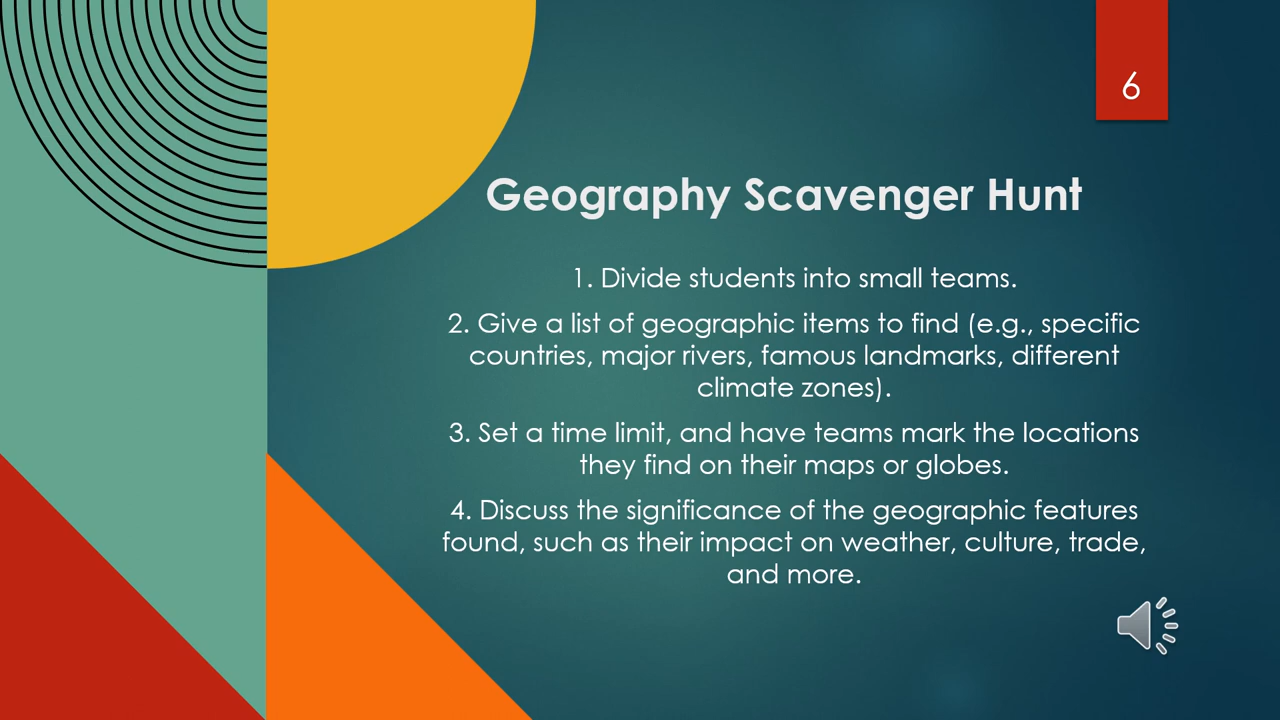 6
Geography Scavenger Hunt
1. Divide students into small teams.
2. Give a list of geographic items to find (e.g., specific
countries, major rivers, famous landmarks, different
climate zones).
3. Set a time limit, and have teams mark the locations
they find on their maps or globes.
4. Discuss the significance of the geographic features
found, such as their impact on weather, culture, trade,
and more.